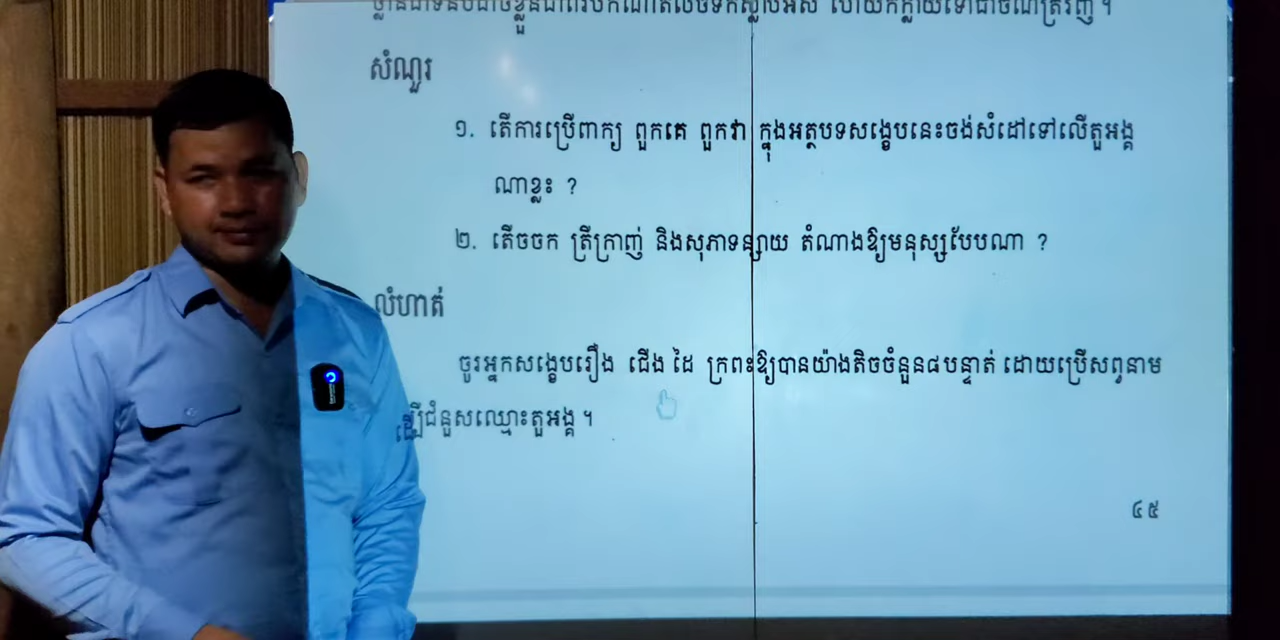 សំណួរ
១. តើការប្រើពាក្យ ពួកគេ ពួកវា ក្នុងអត្ថបទសង្ខេបនេះចង់សំដៅទៅលើតួអង្គ
ណាខ្លះ ?
២. តើចចក ត្រីក្រាញ់ និងសុភាទន្សាយ តំណាងឱ្យមនុស្សបែបណា ?
លំហាត់
ចូរអ្នកសង្ខេបរឿង ជើង ដៃ ក្រពះឱ្យបានយ៉ាងតិចចំនួន៨បន្ទាត់ ដោយប្រើសព្វនាម
ដើម្បីជំនួសឈ្មោះតួអង្គ ។
៤៥